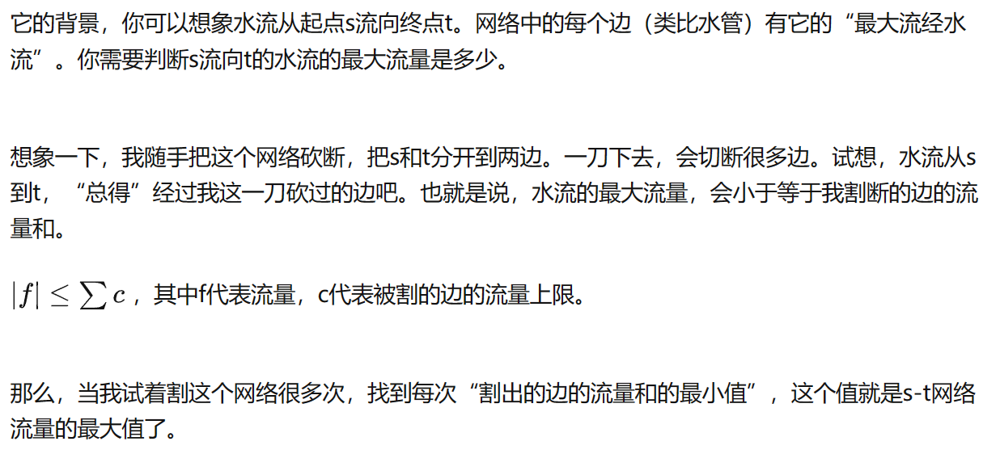 它的背景，你可以想象水流从起点s流向终点t。网络中的每个边（类比水管）有它的“最大流经水
流”。你需要判断s流向t的水流的最大流量是多少。
想象一下，我随手把这个网络砍断，把s和t分开到两边。一刀下去，会切断很多边。试想，水流从s
到t，“总得”经过我这一刀砍过的边吧。也就是说，水流的最大流量，会小于等于我割断的边的流
量和。
|f| ≤ ∑ c，其中f代表流量，c代表被割的边的流量上限。
那么，当我试着割这个网络很多次，找到每次“割出的边的流量和的最小值”，这个值就是s-t网络
流量的最大值了。